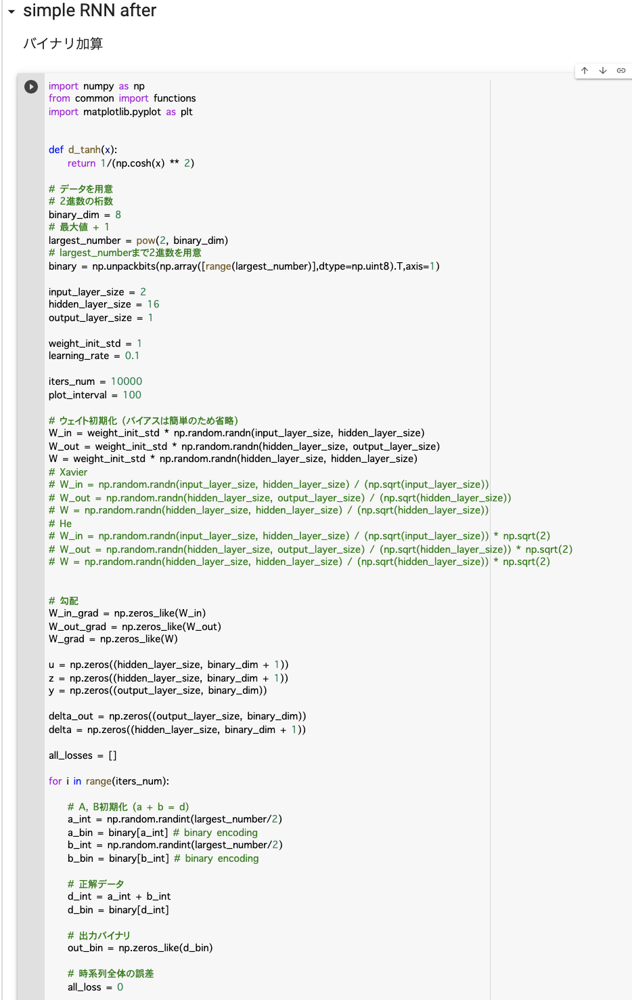 simple RNN after
バイナリ加算
import numpy as np
from common import functions
import matplotlib.pyplot as plt
def d_tanh(x):
    return 1/(np.cosh(x) ** 2)
# データを用意
# 2進数の桁数
binary_dim = 8
# 最大値 + 1
largest_number = pow(2, binary_dim)
# largest_numberまで2進数を用意
binary = np.unpackbits(np.array([range(largest_number)],dtype=np.uint8).T,axis=1)
input_layer_size = 2
hidden_layer_size = 16
output_layer_size = 1
weight_init_std = 1
learning_rate = 0.1
iters_num = 10000
plot_interval = 100
# ウェイト初期化 (バイアスは簡単のため省略)
W_in = weight_init_std * np.random.randn(input_layer_size, hidden_layer_size)
W_out = weight_init_std * np.random.randn(hidden_layer_size, output_layer_size)
W = weight_init_std * np.random.randn(hidden_layer_size, hidden_layer_size)
# Xavier
# W_in = np.random.randn(input_layer_size, hidden_layer_size) / (np.sqrt(input_layer_size))
# W_out = np.random.randn(hidden_layer_size, output_layer_size) / (np.sqrt(hidden_layer_size))
# W = np.random.randn(hidden_layer_size, hidden_layer_size) / (np.sqrt(hidden_layer_size))
# He
# W_in = np.random.randn(input_layer_size, hidden_layer_size) / (np.sqrt(input_layer_size)) * np.sqrt(2)
# W_out = np.random.randn(hidden_layer_size, output_layer_size) / (np.sqrt(hidden_layer_size)) * np.sqrt(2)
# W = np.random.randn(hidden_layer_size, hidden_layer_size) / (np.sqrt(hidden_layer_size)) * np.sqrt(2)
# 勾配
W_in_grad = np.zeros_like(W_in)
W_out_grad = np.zeros_like(W_out)
W_grad = np.zeros_like(W)
u = np.zeros((hidden_layer_size, binary_dim + 1))
z = np.zeros((hidden_layer_size, binary_dim + 1))
y = np.zeros((output_layer_size, binary_dim))
delta_out = np.zeros((output_layer_size, binary_dim))
delta = np.zeros((hidden_layer_size, binary_dim + 1))
all_losses = []
for i in range(iters_num):
    # A, B初期化 (a + b = d)
    a_int = np.random.randint(largest_number/2)
    a_bin = binary[a_int] # binary encoding
    b_int = np.random.randint(largest_number/2)
    b_bin = binary[b_int] # binary encoding
    # 正解データ
    d_int = a_int + b_int
    d_bin = binary[d_int]
    # 出力バイナリ
    out_bin = np.zeros_like(d_bin)
    # 時系列全体の誤差
    all_loss = 0